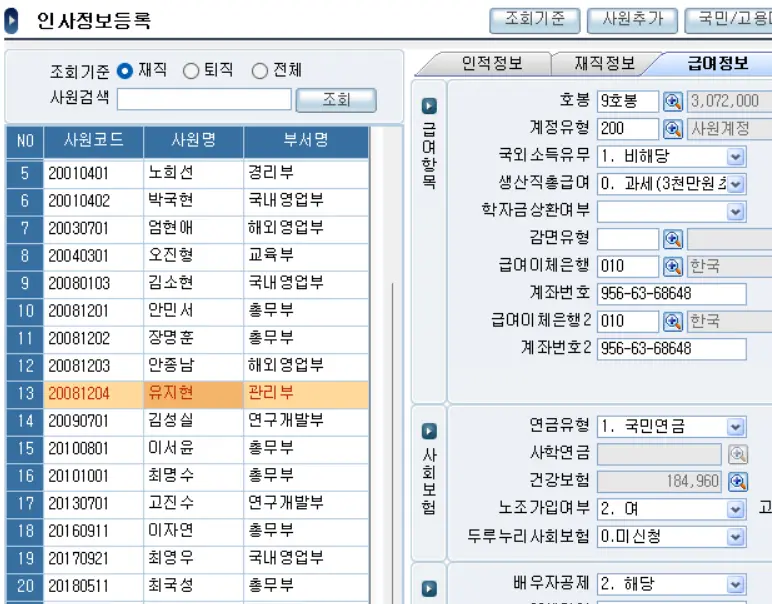 인사정보등록
조회기준 사원추가 국민/고용
조회기준 재직 퇴직 전체
사원검색 조회
NO 사원코드 사원명 부서명
5 20010401 노희선 경리부
6 20010402 박국현 국내영업부
7 20030701 엄현애 해외영업부
8 20040301 오진형 교육부
9 20080103 김소현 국내영업부
10 20081201 안민서 총무부
11 20081202 장명훈 총무부
12 20081203 안종남 해외영업부
13 20081204 유지현 관리부
14 20090701 김성실 연구개발부
15 20100801 이서윤 총무부
16 20101001 최명수 총무부
17 20130701 고진수 연구개발부
18 20160911 이자연 총무부
19 20170921 최영우 국내영업부
20 20180511 최국성 총무부
인적정보 재직정보 급여정보
급여항목
호봉 9호봉 3,072,000
계정유형 200 사원계정
국외소득유무 1. 비해당
생산직총급여 0. 과세(3천만원초
학자금상환여부
감면유형
급여이체은행 010 한국
계좌번호 956-63-68648
급여이체은행2 010 한국
계좌번호2 956-63-68648
사회보험
연금유형 1. 국민연금
사학연금
건강보험 184,960
노조가입여부 2. 여 고
두루누리사회보험 0.미신청
배우자공제 2. 해당